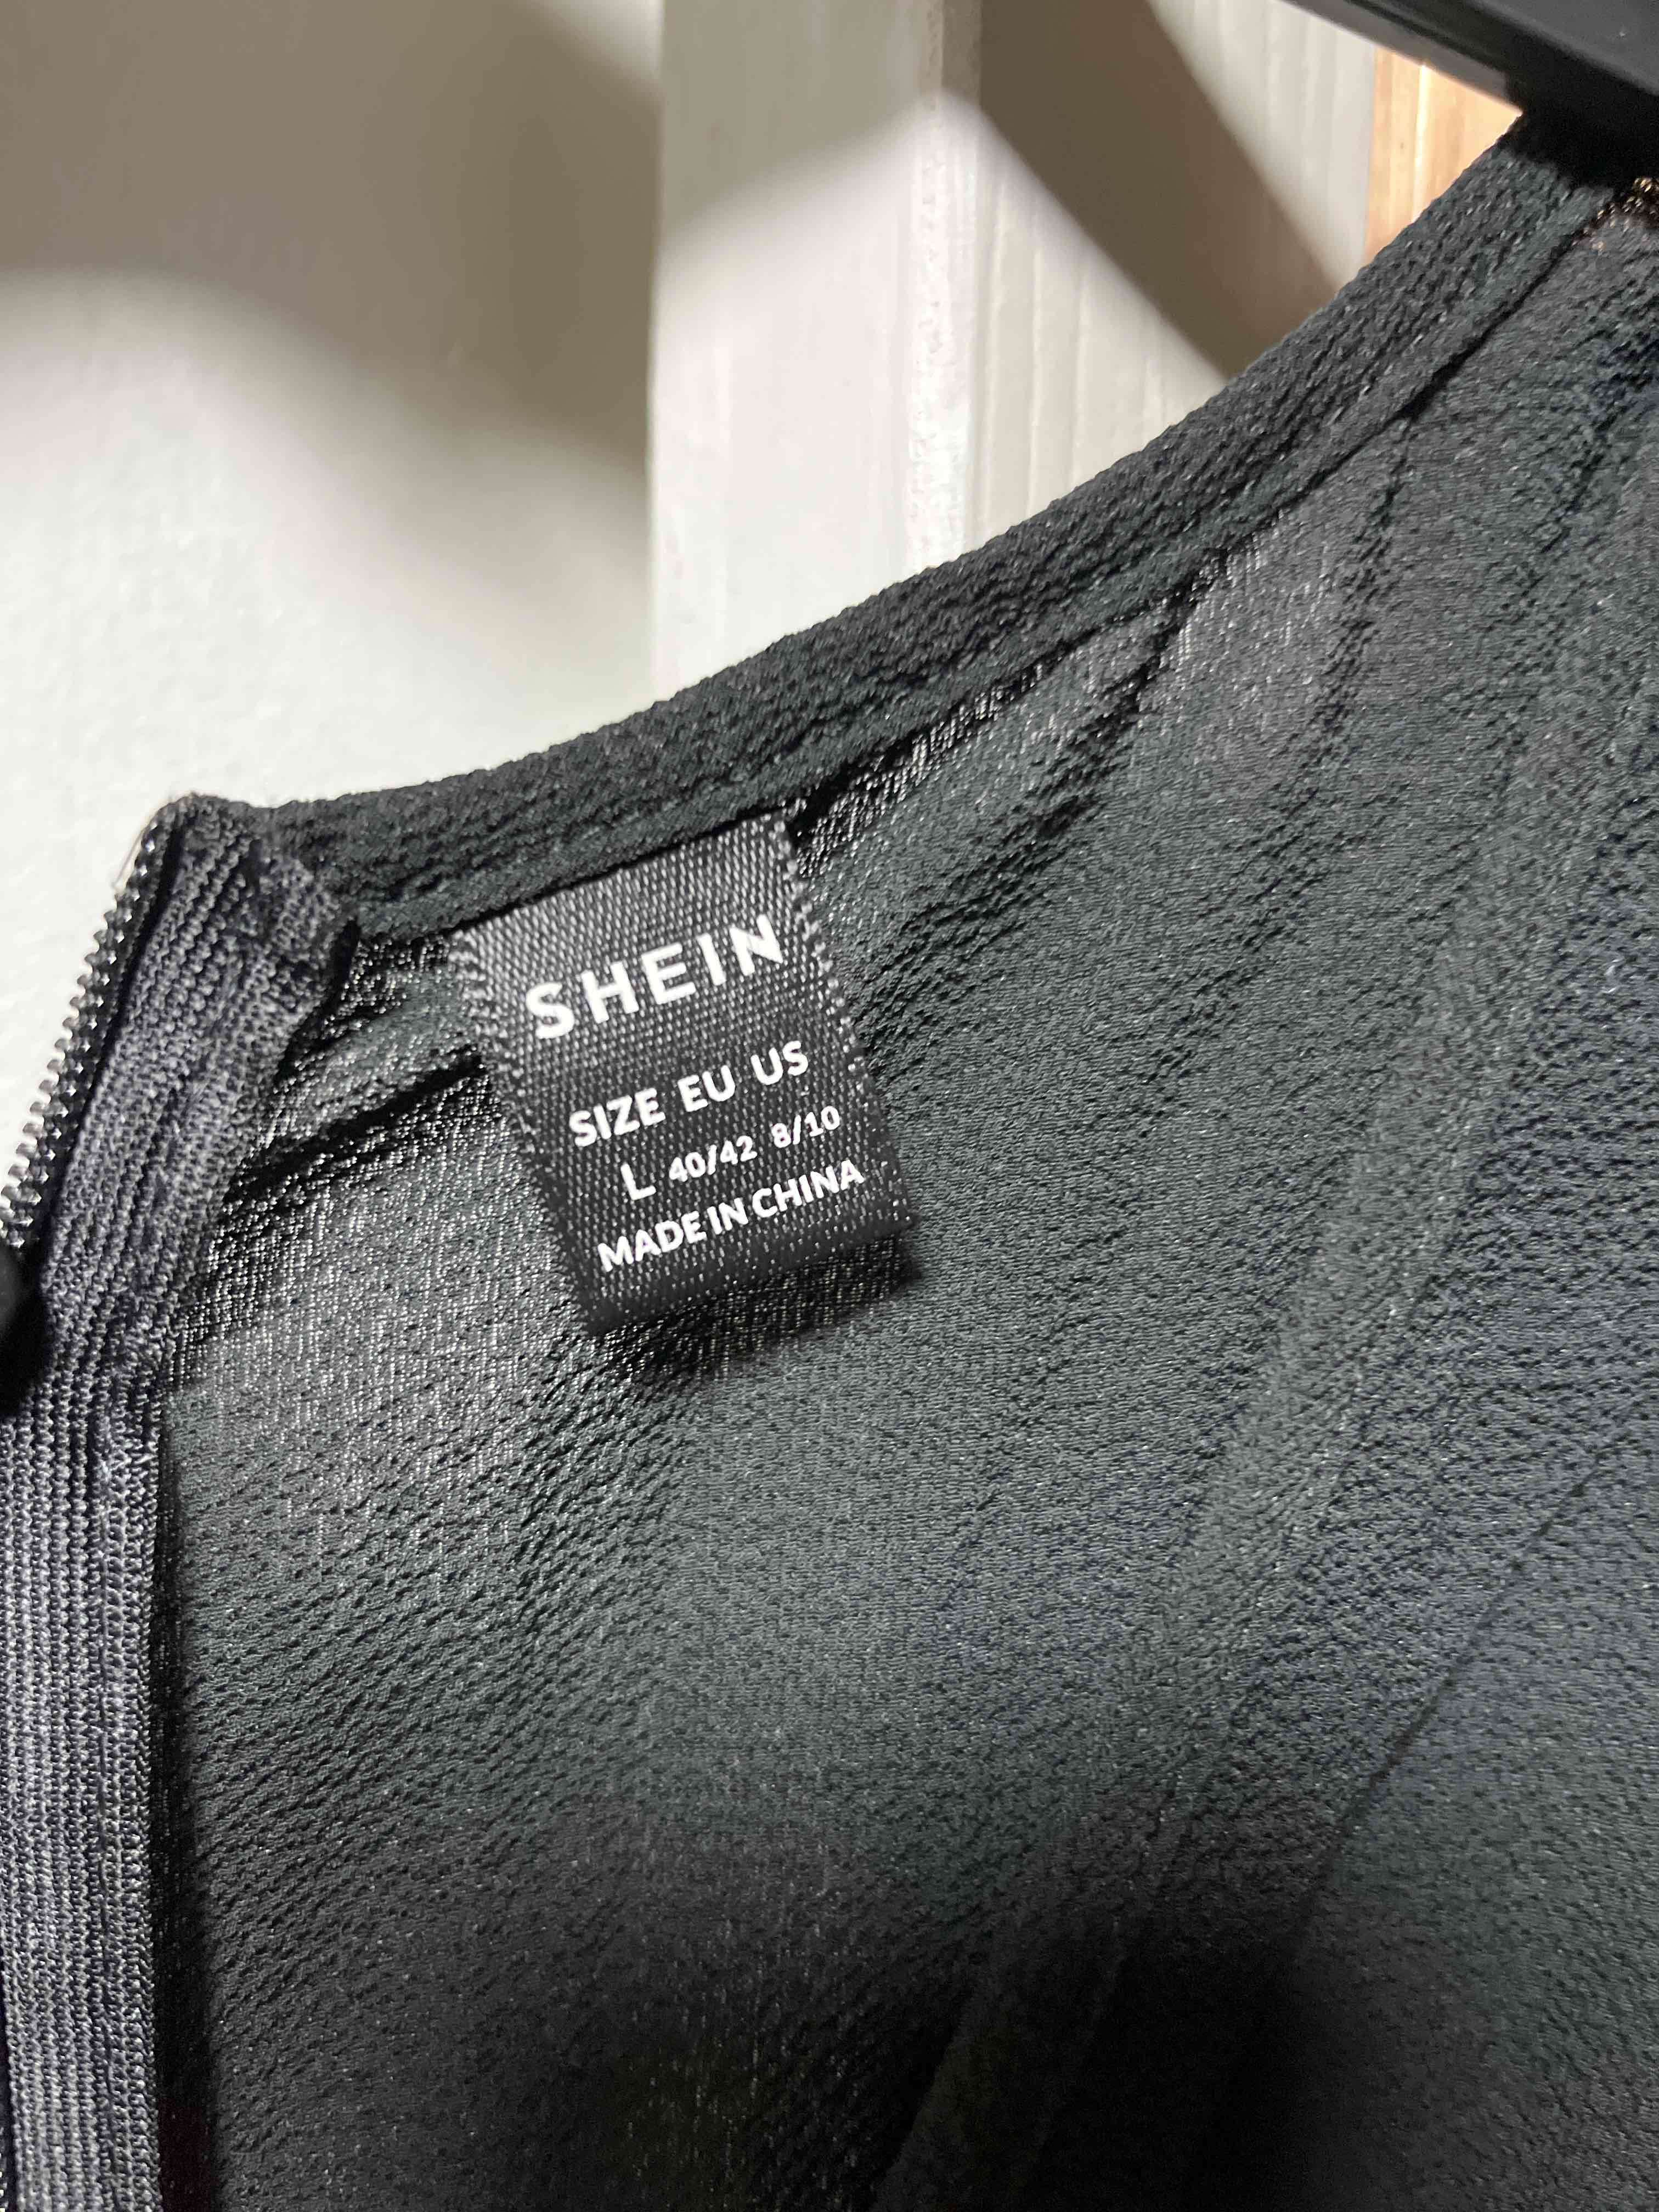 SHEIN
SIZE EU US
L 40/42 8/10
MADE IN CHINA